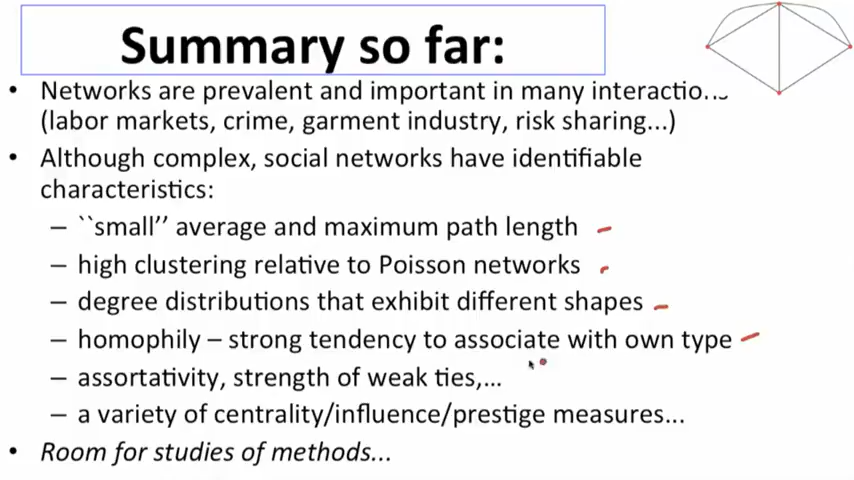 Summary so far:
• Networks are prevalent and important in many
(labor markets, crime, garment industry, risk sharing...)
• Although complex, social networks have identifiable
characteristics:
– ``small’’ average and maximum path length
– high clustering relative to Poisson networks
– degree distributions that exhibit different shapes
– homophily – strong tendency to associate with own type
– assortativity, strength of weak ties,...
– a variety of centrality/influence/prestige measures...
• Room for studies of methods...